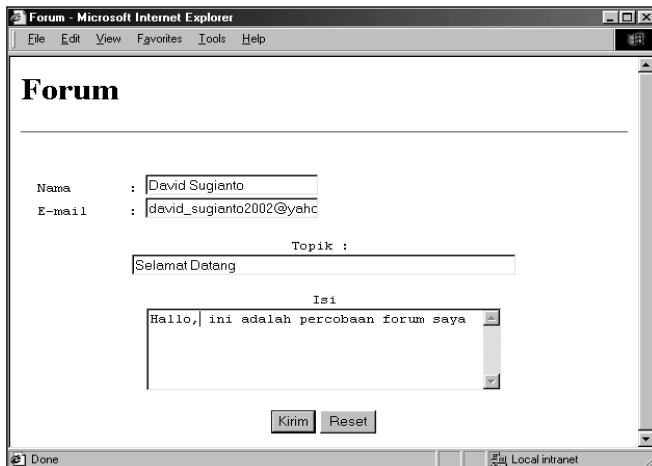 Forum - Microsoft Internet Explorer
File Edit View Favorites Tools Help
Forum
Nama : David Sugianto
E-mail : david_sugianto2002@yaho
Topik :
Selamat Datang
Isi
Hallo, ini adalah percobaan forum saya
Kirim Reset
Done Local intranet